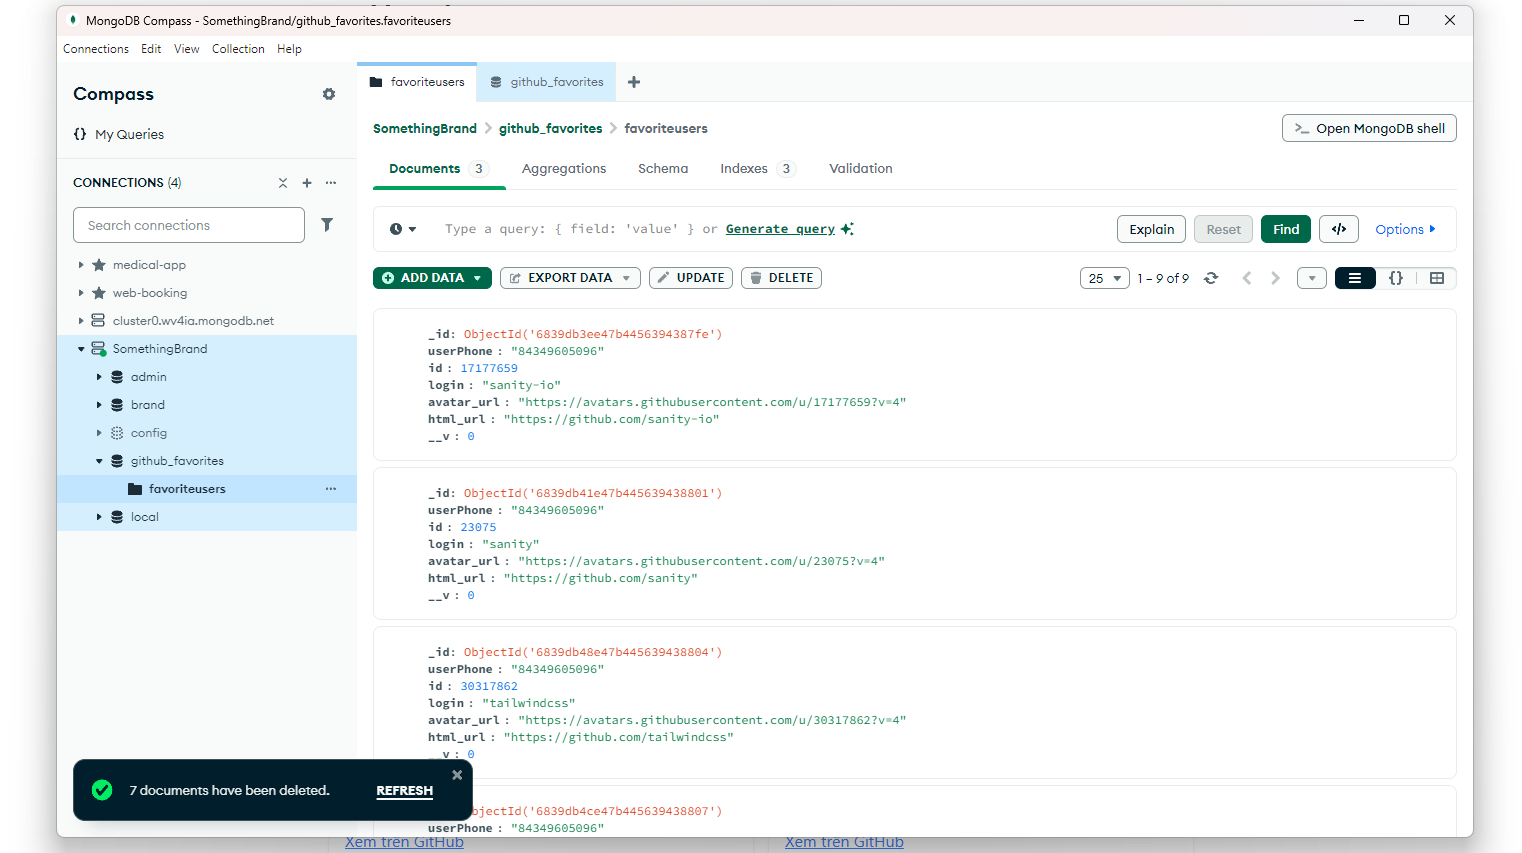 MongoDB Compass - SomethingBrand/github_favorites.favoriteusers
Connections Edit View Collection Help
Compass
My Queries
CONNECTIONS (4)
Search connections
medical-app
web-booking
cluster0.wv4ia.mongodb.net
SomethingBrand
admin
brand
config
github_favorites
favoriteusers
local
favoriteusers
github_favorites
SomethingBrand > github_favorites > favoriteusers
Open MongoDB shell
Documents 3 Aggregations Schema Indexes 3 Validation
Type a query: { field: 'value' } or Generate query
Explain Reset Find </> Options
ADD DATA EXPORT DATA UPDATE DELETE
25 1 – 9 of 9 {}
_id: ObjectId('6839db3ee47b4456394387fe')
userPhone : "84349605096"
id : 17177659
login : "sanity-io"
avatar_url : "https://avatars.githubusercontent.com/u/17177659?v=4"
html_url : "https://github.com/sanity-io"
__v : 0
_id: ObjectId('6839db41e47b445639438801')
userPhone : "84349605096"
id : 23075
login : "sanity"
avatar_url : "https://avatars.githubusercontent.com/u/23075?v=4"
html_url : "https://github.com/sanity"
__v : 0
_id: ObjectId('6839db48e47b445639438804')
userPhone : "84349605096"
id : 30317862
login : "tailwindcss"
avatar_url : "https://avatars.githubusercontent.com/u/30317862?v=4"
html_url : "https://github.com/tailwindcss"
__v : 0
bjectId('6839db4ce47b445639438807')
userPhone : "84349605096"
7 documents have been deleted. REFRESH
Xem trên GitHub
Xem trên GitHub